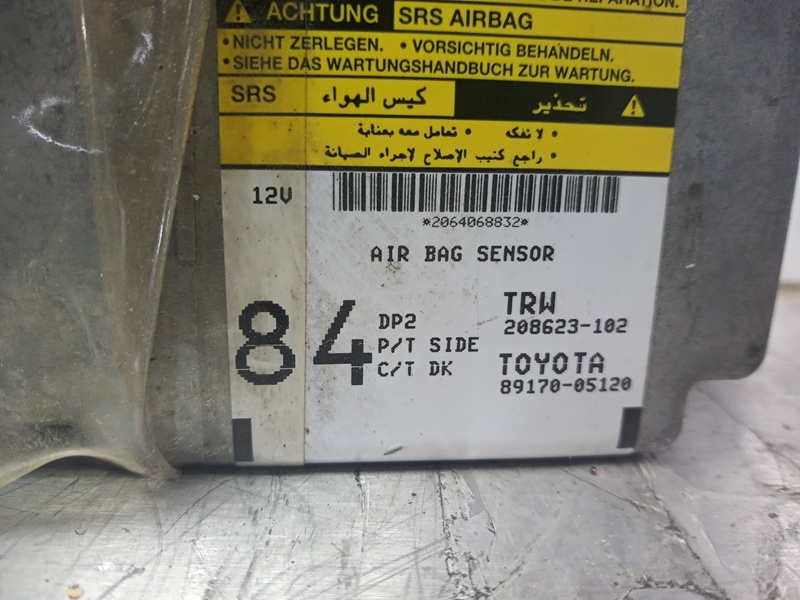 REPARATION.
ACHTUNG SRS AIRBAG
•NICHT ZERLEGEN. • VORSICHTIG BEHANDELN.
•SIEHE DAS WARTUNGSHANDBUCH ZUR WARTUNG.
SRS كيس الهواء تحذير
• لا تفكه • تعامل معه بعناية
• راجع كتيب الإصلاح لاجراء الصيانة
12V
*2064068832*
AIR BAG SENSOR
84
DP2
P/T SIDE
C/T DK
TRW
208623-102
TOYOTA
89170-05120